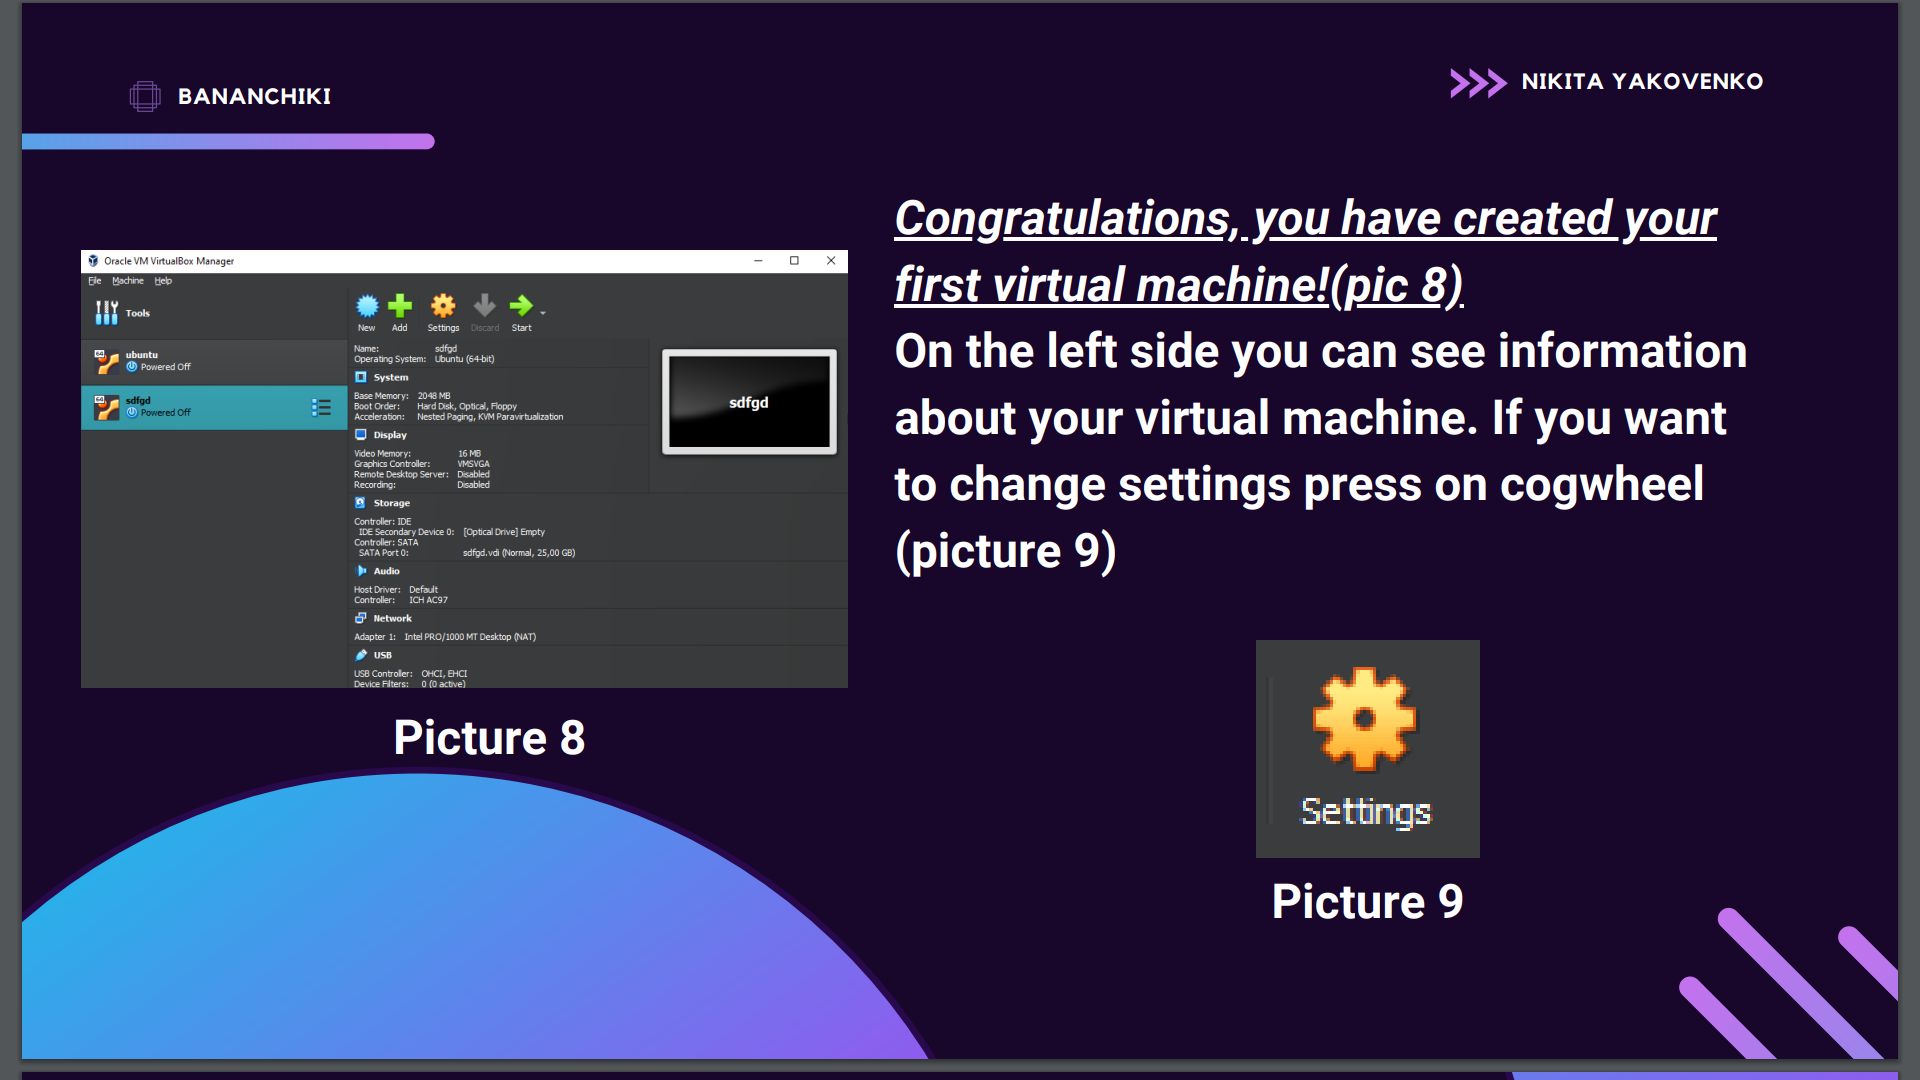 BANANCHIKI
NIKITA YAKOVENKO
Congratulations, you have created your
first virtual machine!(pic 8)
On the left side you can see information
about your virtual machine. If you want
to change settings press on cogwheel
(picture 9)
Oracle VM VirtualBox Manager
File Machine Help
Tools
New Add Settings Discard Start
64 ubuntu
Powered Off
64 sdfgd
Powered Off
Name: sdfgd
Operating System: Ubuntu (64-bit)
System
Base Memory: 2048 MB
Boot Order: Hard Disk, Optical, Floppy
Acceleration: Nested Paging, KVM Paravirtualization
sdfgd
Display
Video Memory: 16 MB
Graphics Controller: VMSVGA
Remote Desktop Server: Disabled
Recording: Disabled
Storage
Controller: IDE
IDE Secondary Device 0: [Optical Drive] Empty
Controller: SATA
SATA Port 0: sdfgd.vdi (Normal, 25,00 GB)
Audio
Host Driver: Default
Controller: ICH AC97
Network
Adapter 1: Intel PRO/1000 MT Desktop (NAT)
USB
USB Controller: OHCI, EHCI
Device Filters: 0 (0 active)
Picture 8
Settings
Picture 9